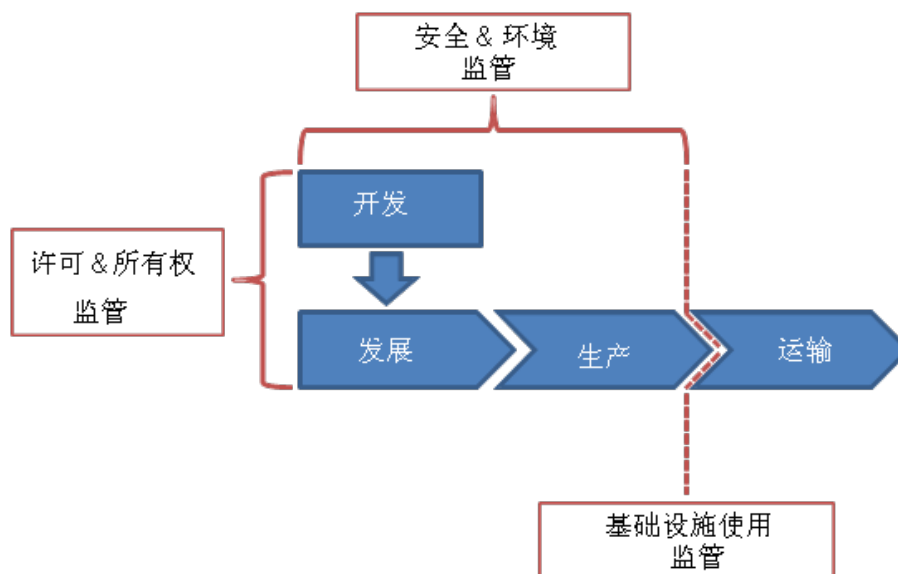 安全 & 环境
监管
开发
许可 & 所有权
监管
发展
生产
运输
基础设施使用
监管